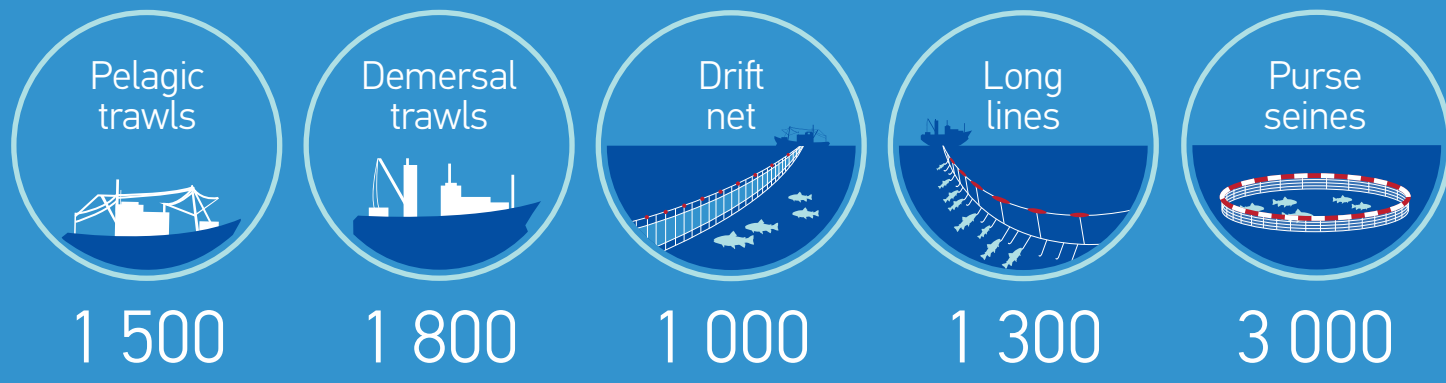 Pelagic
trawls
Demersal
trawls
Drift
net
Long
lines
Purse
seines
1 500
1 800
1 000
1 300
3 000